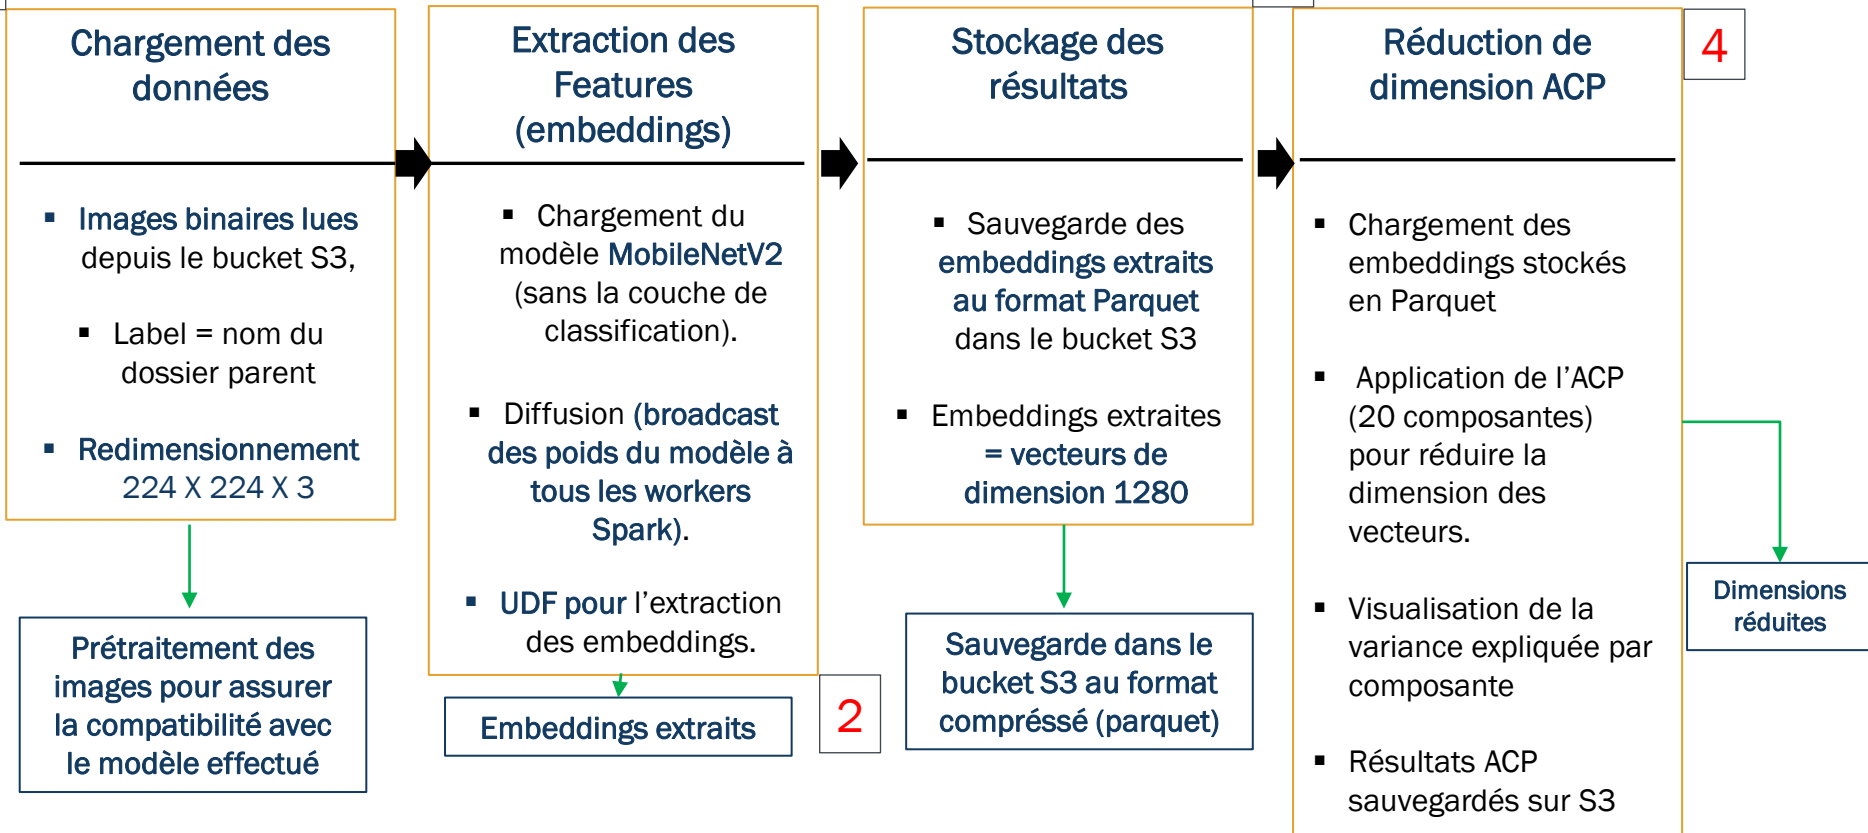 Chargement des
données
▪ Images binaires lues
depuis le bucket S3,
▪ Label = nom du
dossier parent
▪ Redimensionnement
224 X 224 X 3
Prétraitement des
images pour assurer
la compatibilité avec
le modèle effectué
Extraction des
Features
(embeddings)
▪ Chargement du
modèle MobileNetV2
(sans la couche de
classification).
▪ Diffusion (broadcast
des poids du modèle à
tous les workers
Spark).
▪ UDF pour l'extraction
des embeddings.
Embeddings extraits
2
Stockage des
résultats
▪ Sauvegarde des
embeddings extraits
au format Parquet
dans le bucket S3
▪ Embeddings extraites
= vecteurs de
dimension 1280
Sauvegarde dans le
bucket S3 au format
compréssé (parquet)
Réduction de
dimension ACP
4
▪ Chargement des
embeddings stockés
en Parquet
▪ Application de l'ACP
(20 composantes)
pour réduire la
dimension des
vecteurs.
▪ Visualisation de la
variance expliquée par
composante
▪ Résultats ACP
sauvegardés sur S3
Dimensions
réduites